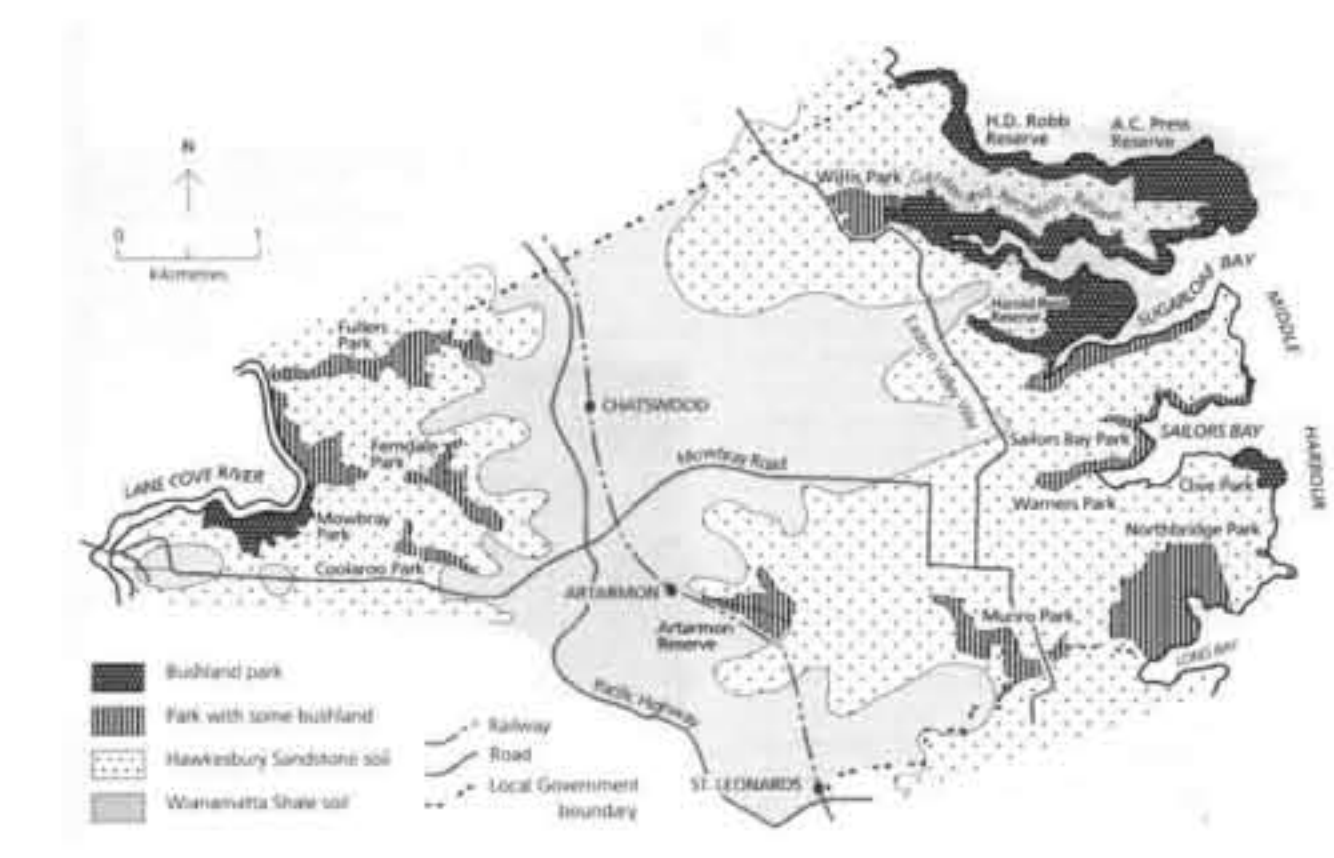 N
0 1
Kilometres
H.D. Robb
Reserve
A.C. Press
Reserve
Willis Park
SUGARLOAF BAY
MIDDLE
HARBOUR
Harold Reid
Reserve
Eastern Valley Way
Fullers
Park
CHATSWOOD
Mowbray Road
Sailors Bay Park
SAILORS BAY
Clive Park
Warners Park
Northbridge Park
Ferndale
Park
LANE COVE RIVER
Mowbray
Park
Coolaroo Park
ARTARMON
Artarmon
Reserve
Munro Park
LONG BAY
Pacific Highway
ST. LEONARDS
Bushland park
Park with some bushland
Hawkesbury Sandstone soil
Wianamatta Shale soil
Railway
Road
Local Government
boundary